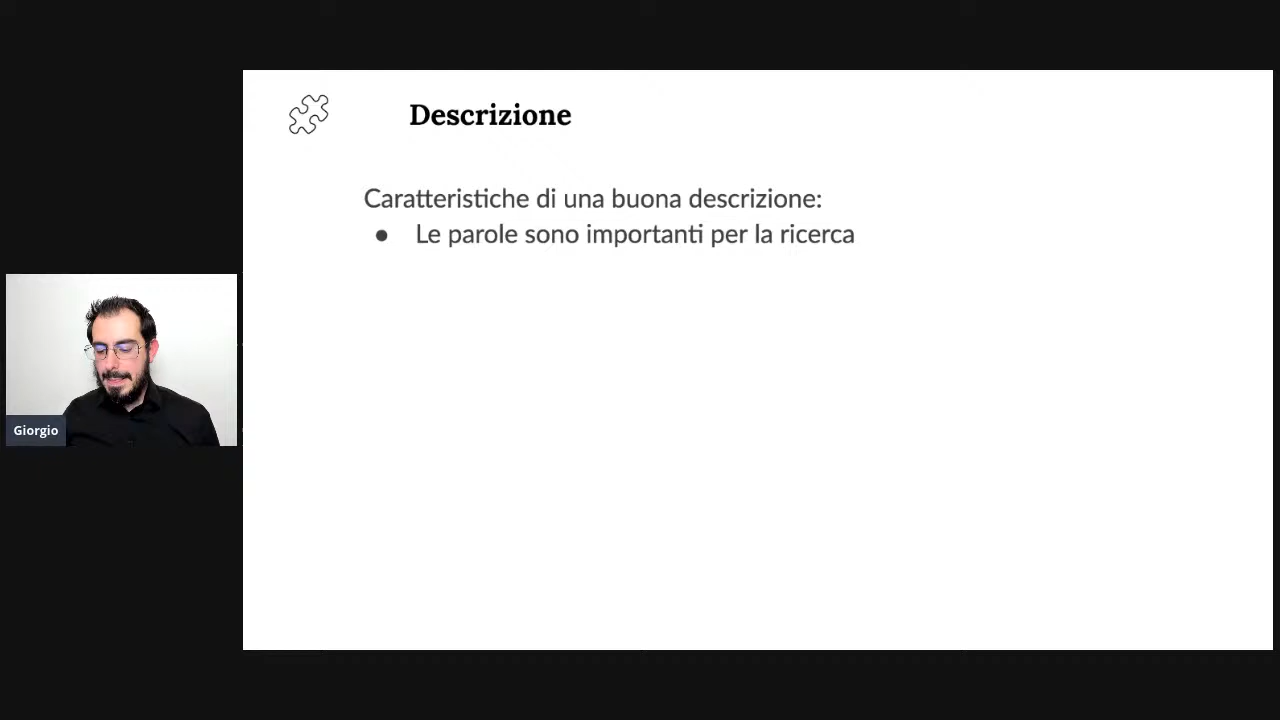 Descrizione
Caratteristiche di una buona descrizione:
● Le parole sono importanti per la ricerca
Giorgio